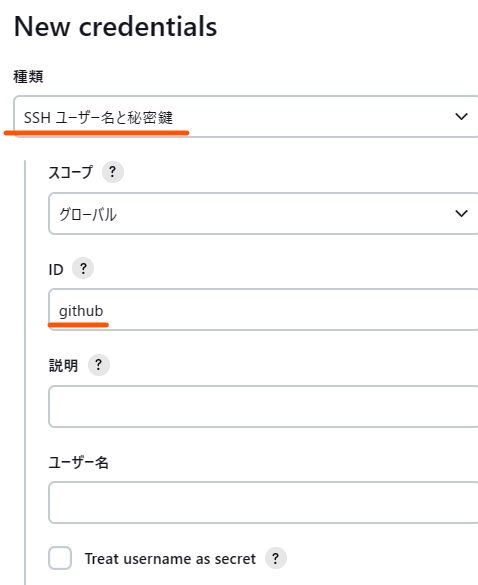 New credentials
種類
SSH ユーザー名と秘密鍵
スコープ ?
グローバル
ID ?
github
説明 ?
ユーザー名
Treat username as secret ?